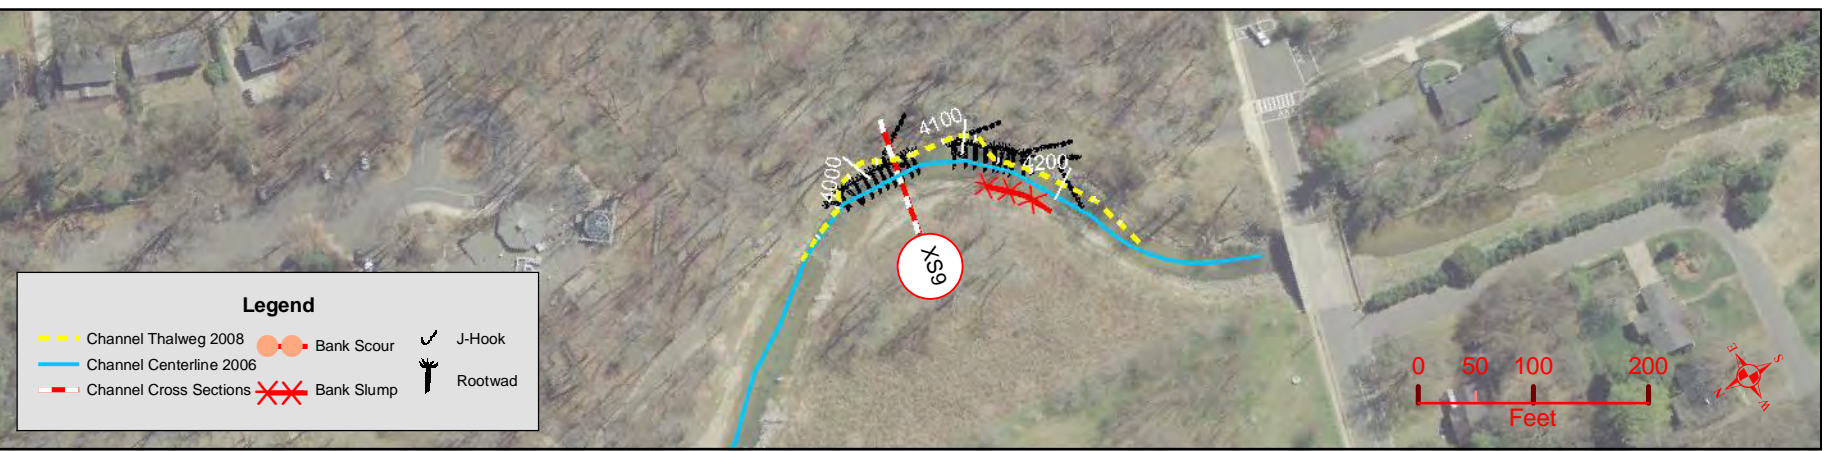 4000
4100
4200
XS9
Legend
Channel Thalweg 2008
Channel Centerline 2006
Channel Cross Sections
Bank Scour
Bank Slump
J-Hook
Rootwad
0 50 100 200
Feet
E S
N W